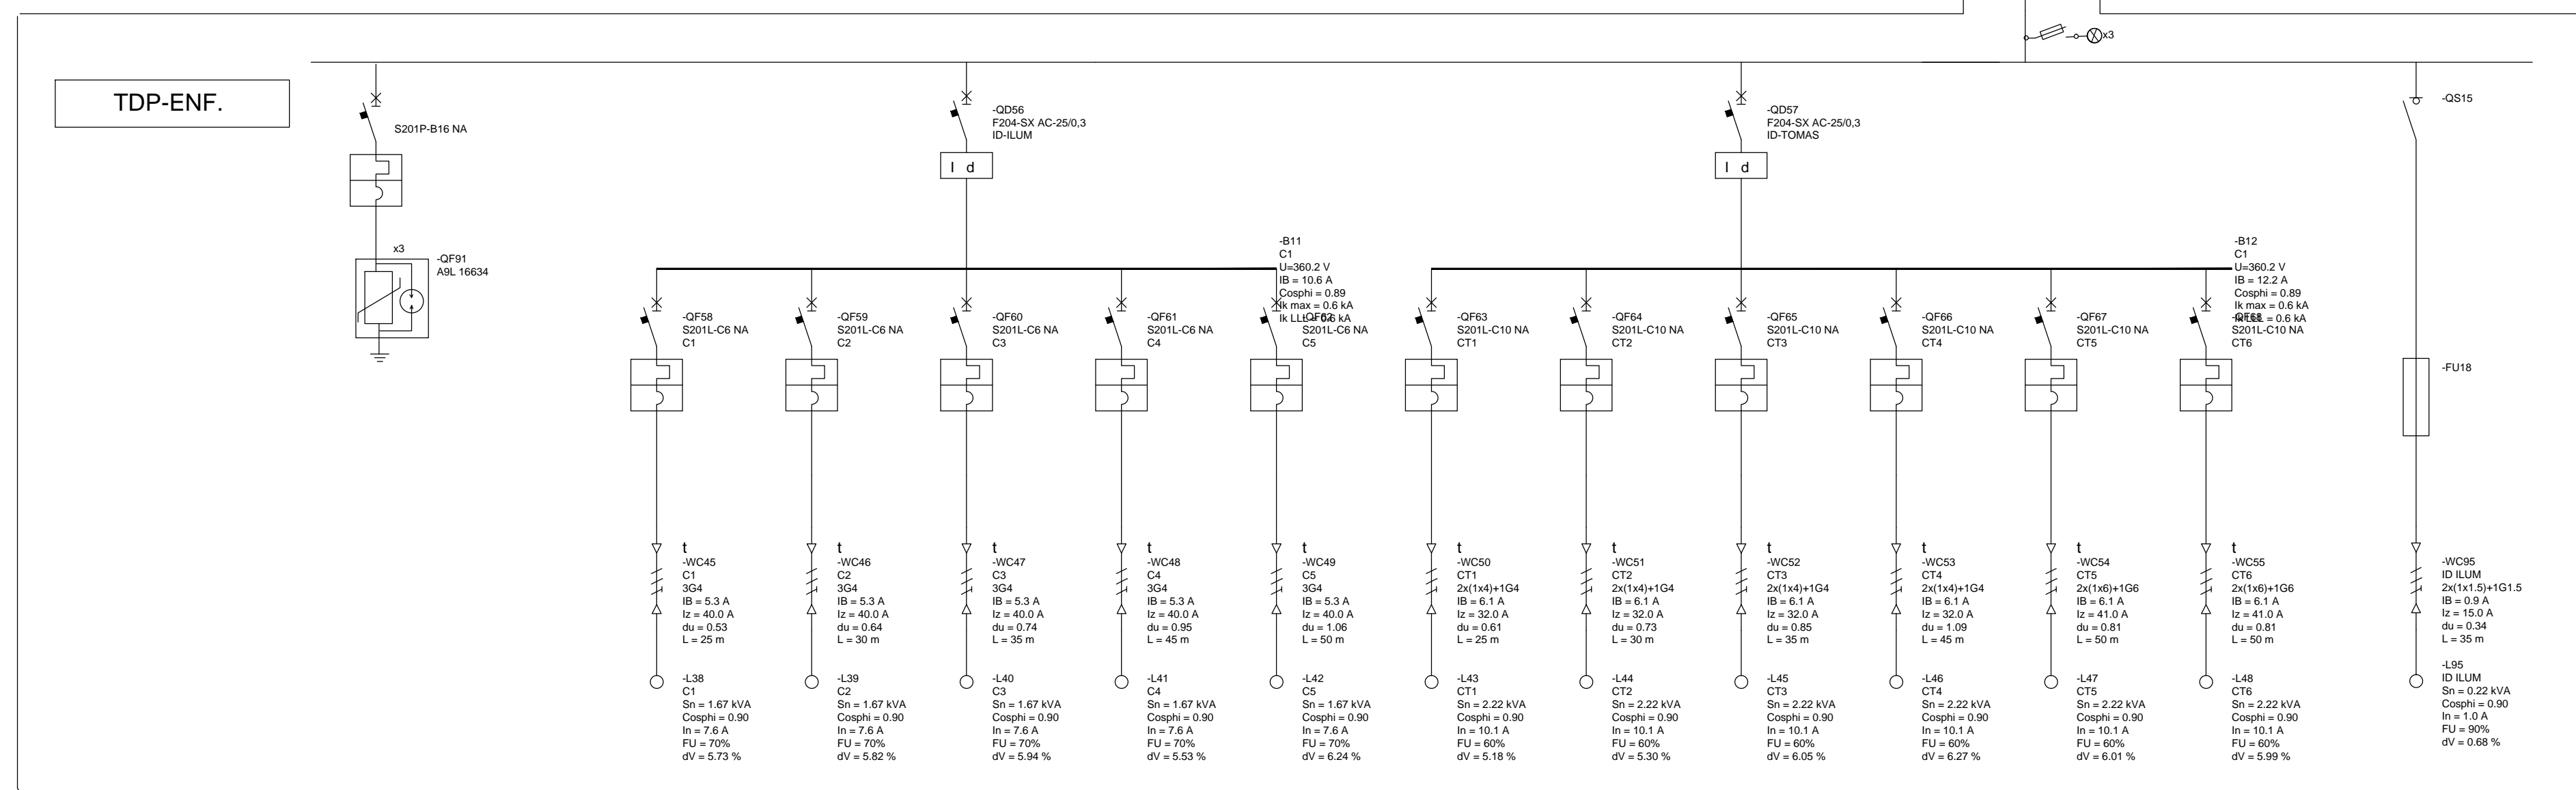 x3
TDP-ENF.
S201P-B16 NA
x3
-QF91
A9L 16634
-QD56
F204-SX AC-25/0,3
ID-ILUM
I d
-QD57
F204-SX AC-25/0,3
ID-TOMAS
I d
-QS15
-FU18
-B11
C1
U=360.2 V
IB = 10.6 A
Cosphi = 0.89
Ik max = 0.6 kA
Ik LLL = 0.6 kA
-B12
C1
U=360.2 V
IB = 12.2 A
Cosphi = 0.89
Ik max = 0.6 kA
Ik LLL = 0.6 kA
-QF58
S201L-C6 NA
C1
-QF59
S201L-C6 NA
C2
-QF60
S201L-C6 NA
C3
-QF61
S201L-C6 NA
C4
-QF62
S201L-C6 NA
C5
-QF63
S201L-C10 NA
CT1
-QF64
S201L-C10 NA
CT2
-QF65
S201L-C10 NA
CT3
-QF66
S201L-C10 NA
CT4
-QF67
S201L-C10 NA
CT5
-QF68
S201L-C10 NA
CT6
t
-WC45
C1
3G4
IB = 5.3 A
Iz = 40.0 A
du = 0.53
L = 25 m
t
-WC46
C2
3G4
IB = 5.3 A
Iz = 40.0 A
du = 0.64
L = 30 m
t
-WC47
C3
3G4
IB = 5.3 A
Iz = 40.0 A
du = 0.74
L = 35 m
t
-WC48
C4
3G4
IB = 5.3 A
Iz = 40.0 A
du = 0.95
L = 45 m
t
-WC49
C5
3G4
IB = 5.3 A
Iz = 40.0 A
du = 1.06
L = 50 m
t
-WC50
CT1
2x(1x4)+1G4
IB = 6.1 A
Iz = 32.0 A
du = 0.61
L = 25 m
t
-WC51
CT2
2x(1x4)+1G4
IB = 6.1 A
Iz = 32.0 A
du = 0.73
L = 30 m
t
-WC52
CT3
2x(1x4)+1G4
IB = 6.1 A
Iz = 32.0 A
du = 0.85
L = 35 m
t
-WC53
CT4
2x(1x4)+1G4
IB = 6.1 A
Iz = 32.0 A
du = 1.09
L = 45 m
t
-WC54
CT5
2x(1x6)+1G6
IB = 6.1 A
Iz = 41.0 A
du = 0.81
L = 50 m
t
-WC55
CT6
2x(1x6)+1G6
IB = 6.1 A
Iz = 41.0 A
du = 0.81
L = 50 m
-WC95
ID ILUM
2x(1x1.5)+1G1.5
IB = 0.9 A
Iz = 15.0 A
du = 0.34
L = 35 m
-L38
C1
Sn = 1.67 kVA
Cosphi = 0.90
In = 7.6 A
FU = 70%
dV = 5.73 %
-L39
C2
Sn = 1.67 kVA
Cosphi = 0.90
In = 7.6 A
FU = 70%
dV = 5.82 %
-L40
C3
Sn = 1.67 kVA
Cosphi = 0.90
In = 7.6 A
FU = 70%
dV = 5.94 %
-L41
C4
Sn = 1.67 kVA
Cosphi = 0.90
In = 7.6 A
FU = 70%
dV = 5.53 %
-L42
C5
Sn = 1.67 kVA
Cosphi = 0.90
In = 7.6 A
FU = 70%
dV = 6.24 %
-L43
CT1
Sn = 2.22 kVA
Cosphi = 0.90
In = 10.1 A
FU = 60%
dV = 5.18 %
-L44
CT2
Sn = 2.22 kVA
Cosphi = 0.90
In = 10.1 A
FU = 60%
dV = 5.30 %
-L45
CT3
Sn = 2.22 kVA
Cosphi = 0.90
In = 10.1 A
FU = 60%
dV = 6.05 %
-L46
CT4
Sn = 2.22 kVA
Cosphi = 0.90
In = 10.1 A
FU = 60%
dV = 6.27 %
-L47
CT5
Sn = 2.22 kVA
Cosphi = 0.90
In = 10.1 A
FU = 60%
dV = 6.01 %
-L48
CT6
Sn = 2.22 kVA
Cosphi = 0.90
In = 10.1 A
FU = 60%
dV = 5.99 %
-L95
ID ILUM
Sn = 0.22 kVA
Cosphi = 0.90
In = 1.0 A
FU = 90%
dV = 0.68 %